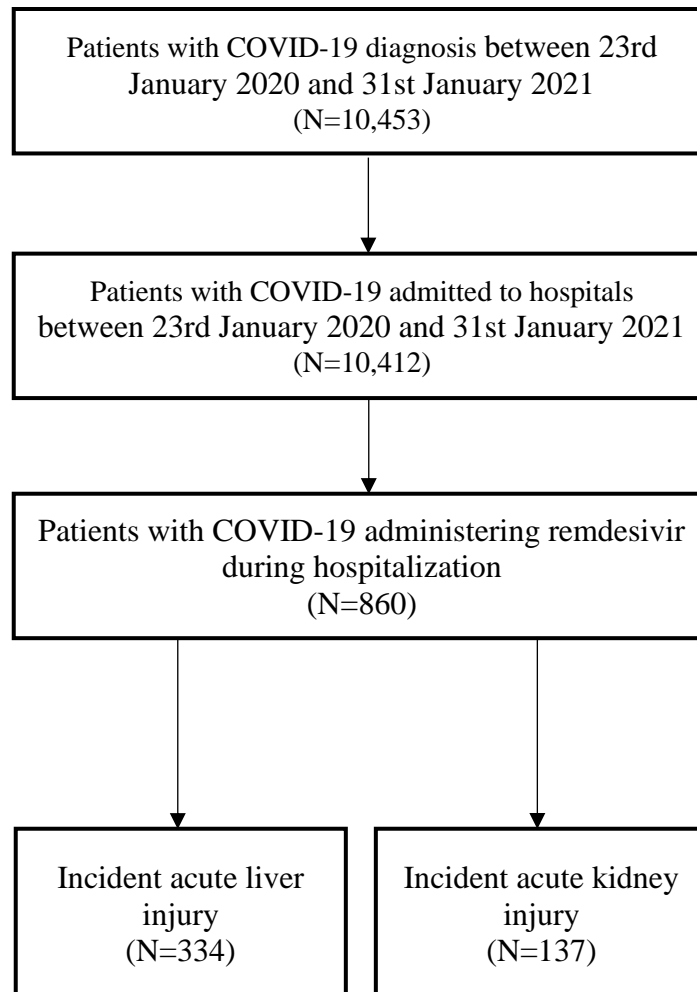 Patients with COVID-19 diagnosis between 23rd
January 2020 and 31st January 2021
(N=10,453)
Patients with COVID-19 admitted to hospitals
between 23rd January 2020 and 31st January 2021
(N=10,412)
Patients with COVID-19 administering remdesivir
during hospitalization
(N=860)
Incident acute liver
injury
(N=334)
Incident acute kidney
injury
(N=137)